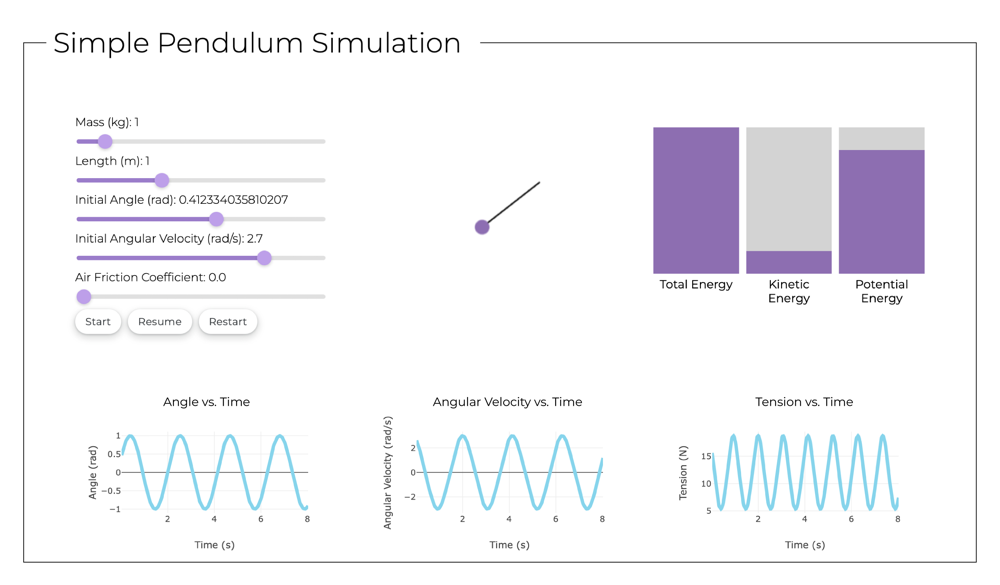 Simple Pendulum Simulation
Mass (kg): 1
Length (m): 1
Initial Angle (rad): 0.412334035810207
Initial Angular Velocity (rad/s): 2.7
Air Friction Coefficient: 0.0
Start Resume Restart
Total Energy
Kinetic
Energy
Potential
Energy
Angle vs. Time
1
0.5
0
−0.5
−1
Angle (rad)
2 4 6 8
Time (s)
Angular Velocity vs. Time
2
0
−2
Angular Velocity (rad/s)
2 4 6 8
Time (s)
Tension vs. Time
15
10
5
Tension (N)
2 4 6 8
Time (s)